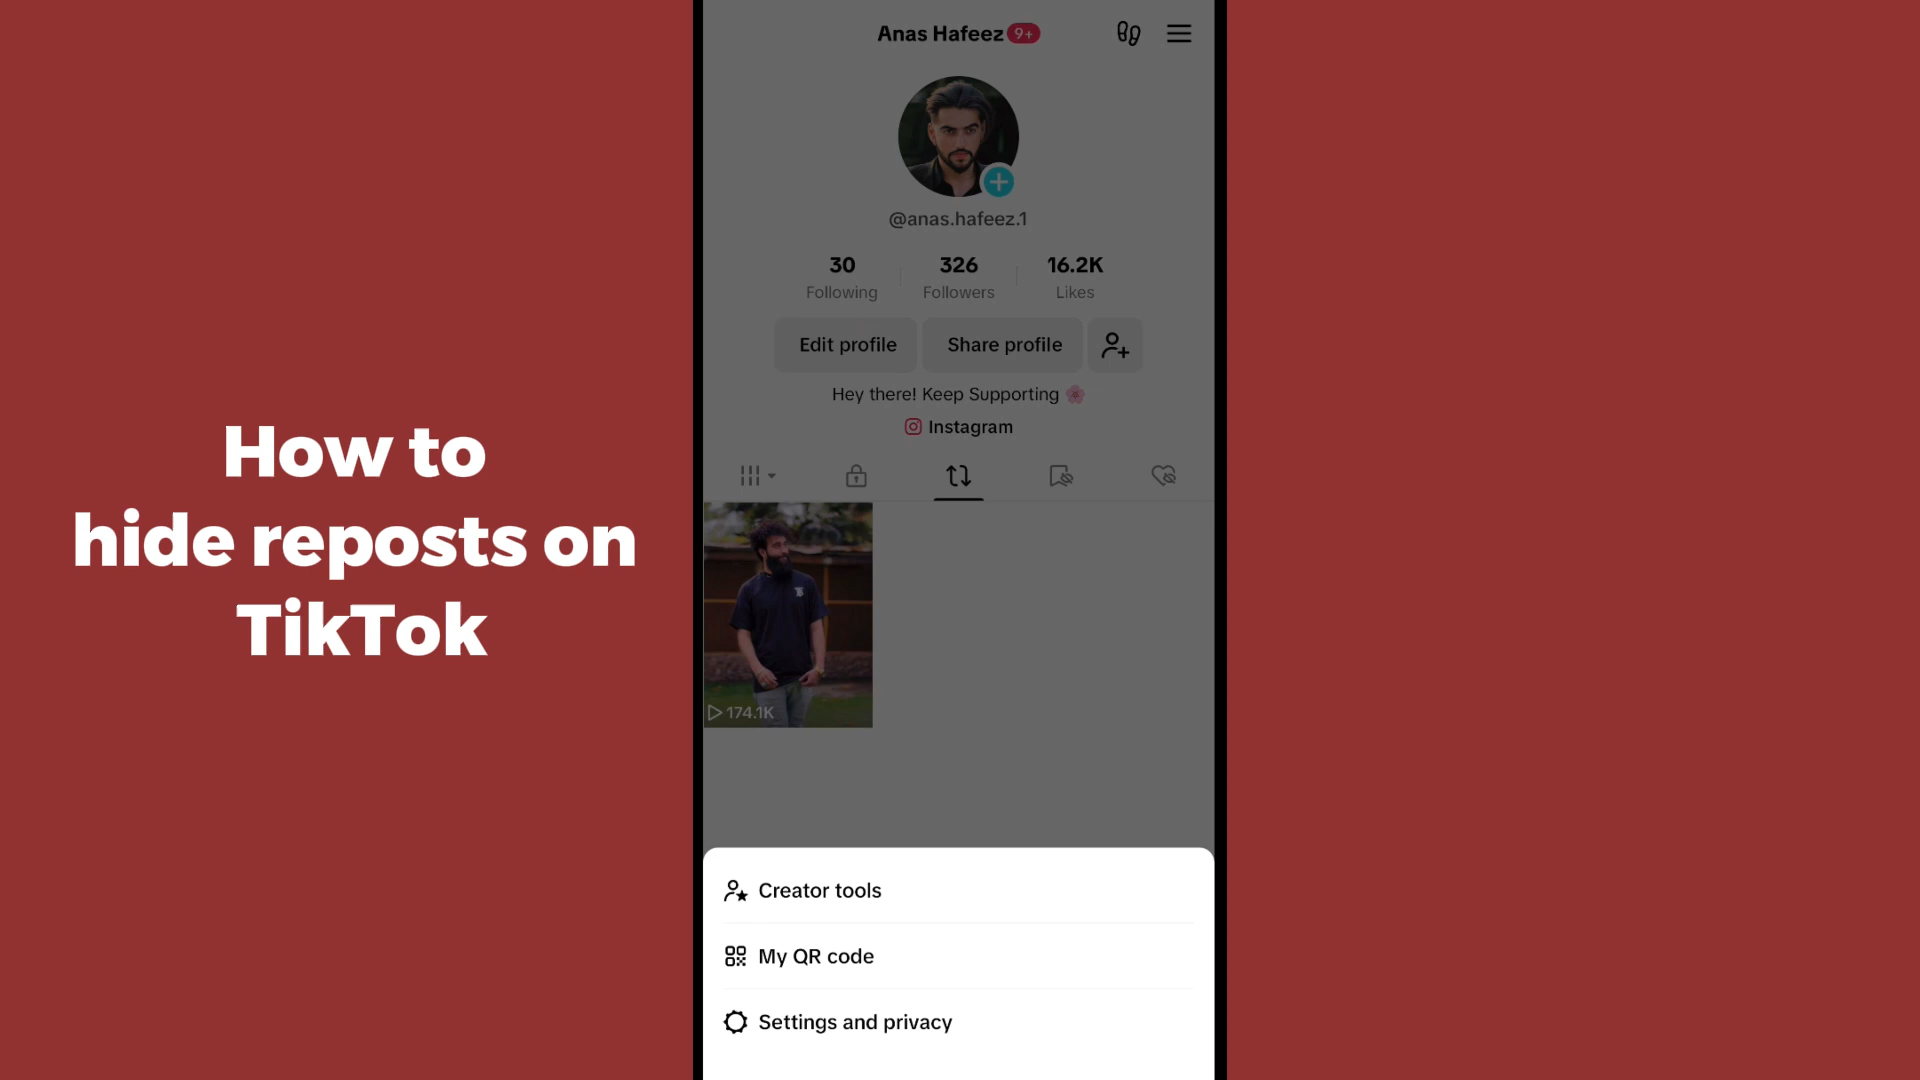 How to
hide reposts on
TikTok
Anas Hafeez 9+
@anas.hafeez.1
30 326 16.2K
Following Followers Likes
Edit profile Share profile
Hey there! Keep Supporting 🌸
Instagram
174.1K
Creator tools
My QR code
Settings and privacy